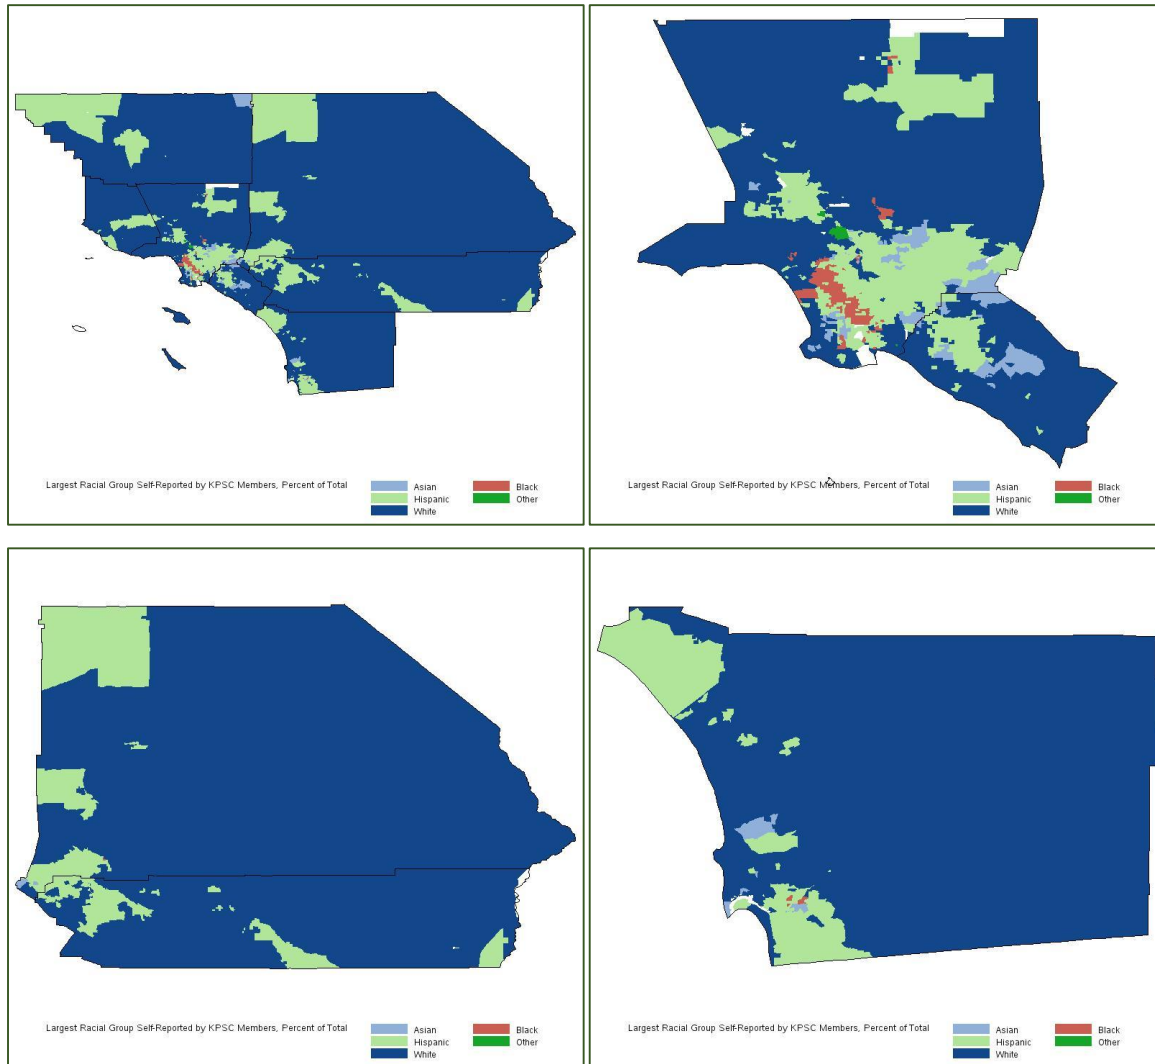 Largest Racial Group Self-Reported by KPSC Members, Percent of Total
Asian
Black
Hispanic
Other
White
Largest Racial Group Self-Reported by KPSC Members, Percent of Total
Asian
Black
Hispanic
Other
White
Largest Racial Group Self-Reported by KPSC Members, Percent of Total
Asian
Black
Hispanic
Other
White
Largest Racial Group Self-Reported by KPSC Members, Percent of Total
Asian
Black
Hispanic
Other
White